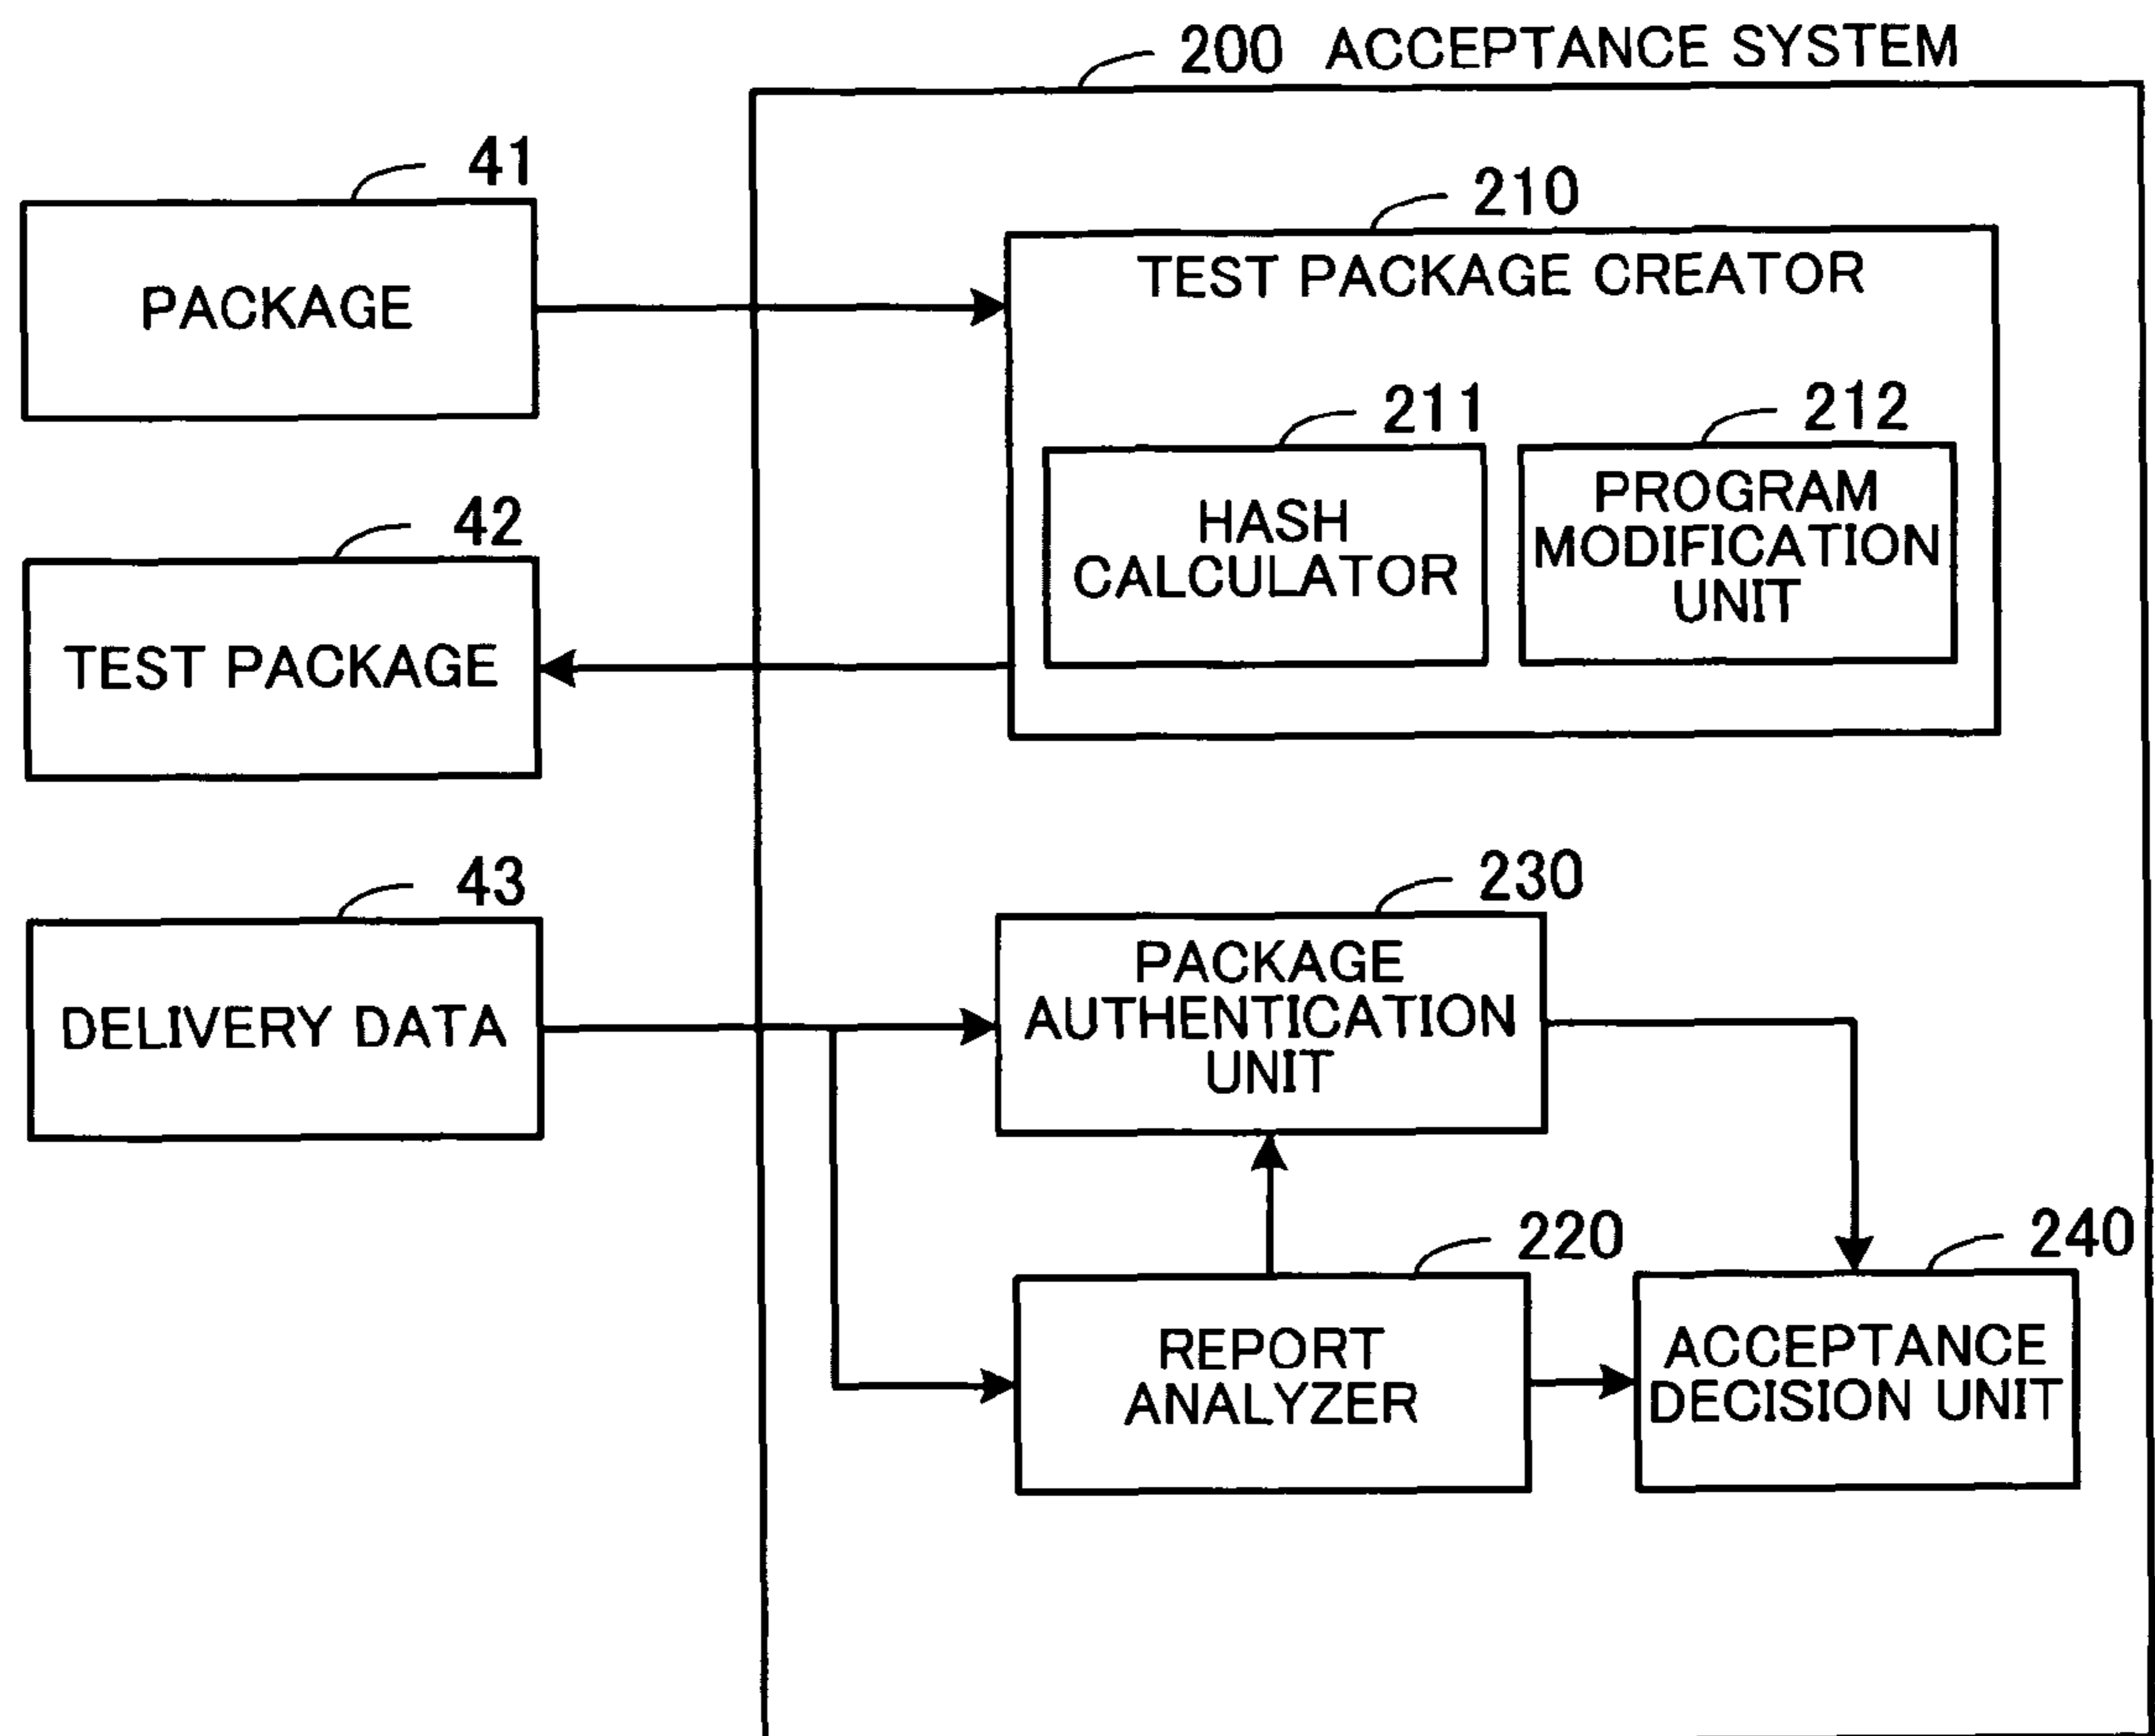 200 ACCEPTANCE SYSTEM
41
PACKAGE
210
TEST PACKAGE CREATOR
211
HASH
CALCULATOR
212
PROGRAM
MODIFICATION
UNIT
42
TEST PACKAGE
43
DELIVERY DATA
230
PACKAGE
AUTHENTICATION
UNIT
220
REPORT
ANALYZER
240
ACCEPTANCE
DECISION UNIT